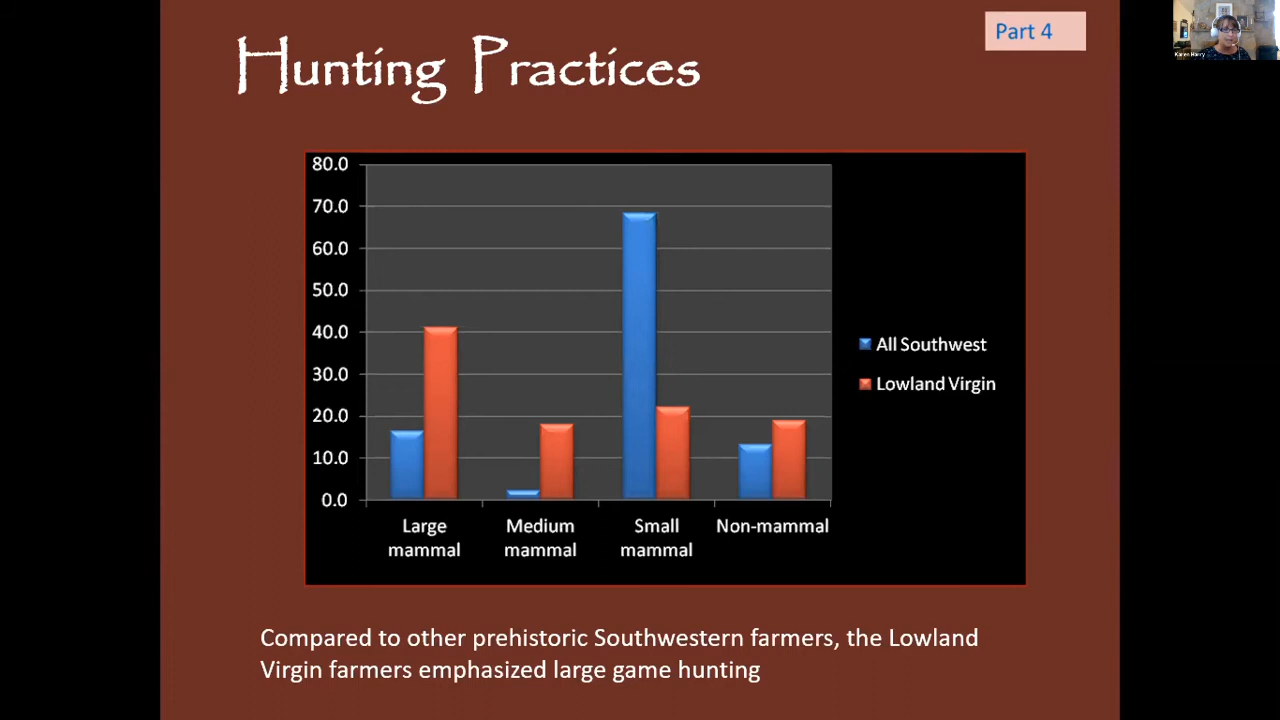 Hunting Practices
Part 4
Karen Harry
80.0
70.0
60.0
50.0
40.0
30.0
20.0
10.0
0.0
Large
mammal
Medium
mammal
Small
mammal
Non-mammal
All Southwest
Lowland Virgin
Compared to other prehistoric Southwestern farmers, the Lowland
Virgin farmers emphasized large game hunting